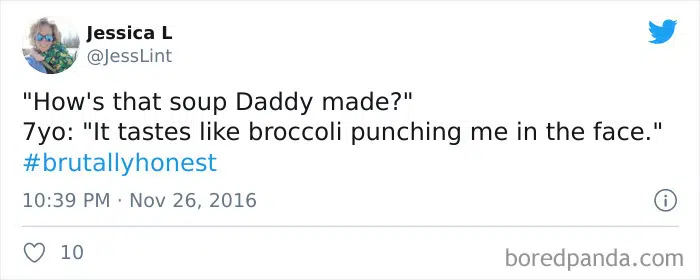 Jessica L
@JessLint
"How's that soup Daddy made?"
7yo: "It tastes like broccoli punching me in the face."
#brutallyhonest
10:39 PM · Nov 26, 2016
10
boredpanda.com